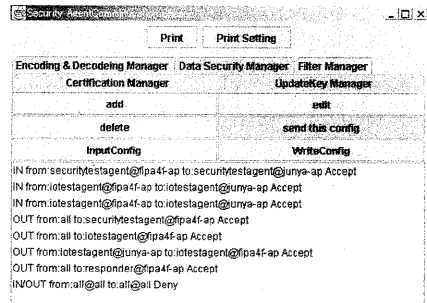 Security AgentConfig
Print Print Setting
Encoding & Decodeing Manager Data Security Manager Filter Manager
Certification Manager UpdateKey Manager
add edit
delete send this config
InputConfig WriteConfig
IN from:securitytestagent@fipa4f-ap to:securitytestagent@junya-ap Accept
IN from:iotestagent@fipa4f-ap to:iotestagent@junya-ap Accept
IN from:iotestagent@fipa4f-ap to:iotestagent@junya-ap Accept
OUT from:all to:securitytestagent@fipa4f-ap Accept
OUT from:all to:iotestagent@fipa4f-ap Accept
OUT from:iotestagent@junya-ap to:iotestagent@fipa4f-ap Accept
OUT from:all to:responder@fipa4f-ap Accept
IN/OUT from:all@all to:all@all Deny